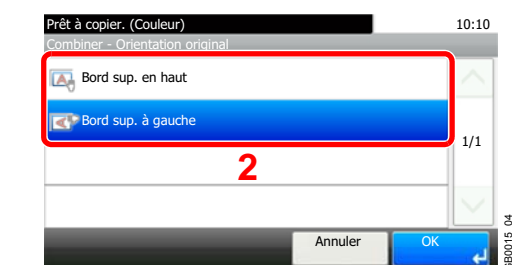 Prêt à copier. (Couleur) 10:10
Combiner - Orientation original
Bord sup. en haut
Bord sup. à gauche
1/1
2
Annuler OK
GB0015_04